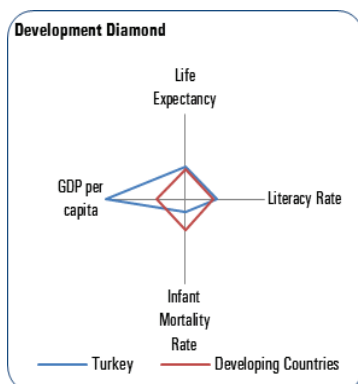 Development Diamond
Life
Expectancy
GDP per
capita
Literacy Rate
Infant
Mortality
Rate
Turkey
Developing Countries